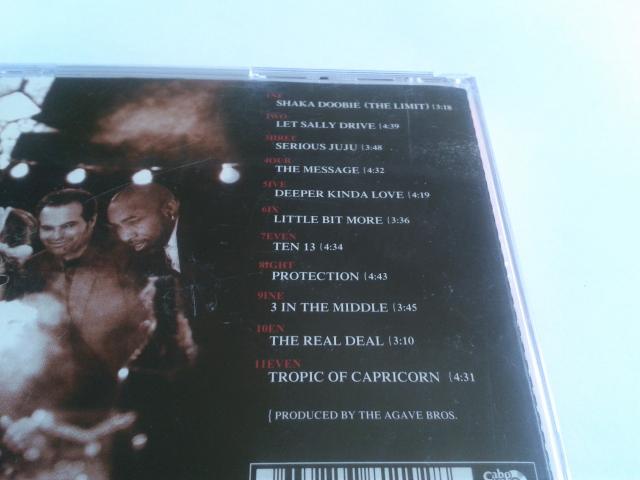 1NE
SHAKA DOOBIE (THE LIMIT) {3:18
2WO
LET SALLY DRIVE {4:39
3HREE
SERIOUS JUJU {3:48
4OUR
THE MESSAGE {4:32
5IVE
DEEPER KINDA LOVE {4:19
6IX
LITTLE BIT MORE {3:36
7EVEN
TEN 13 {4:34
8IGHT
PROTECTION {4:43
9INE
3 IN THE MIDDLE {3:45
10EN
THE REAL DEAL {3:10
11EVEN
TROPIC OF CAPRICORN {4:31
{PRODUCED BY THE AGAVE BROS.
Cabo